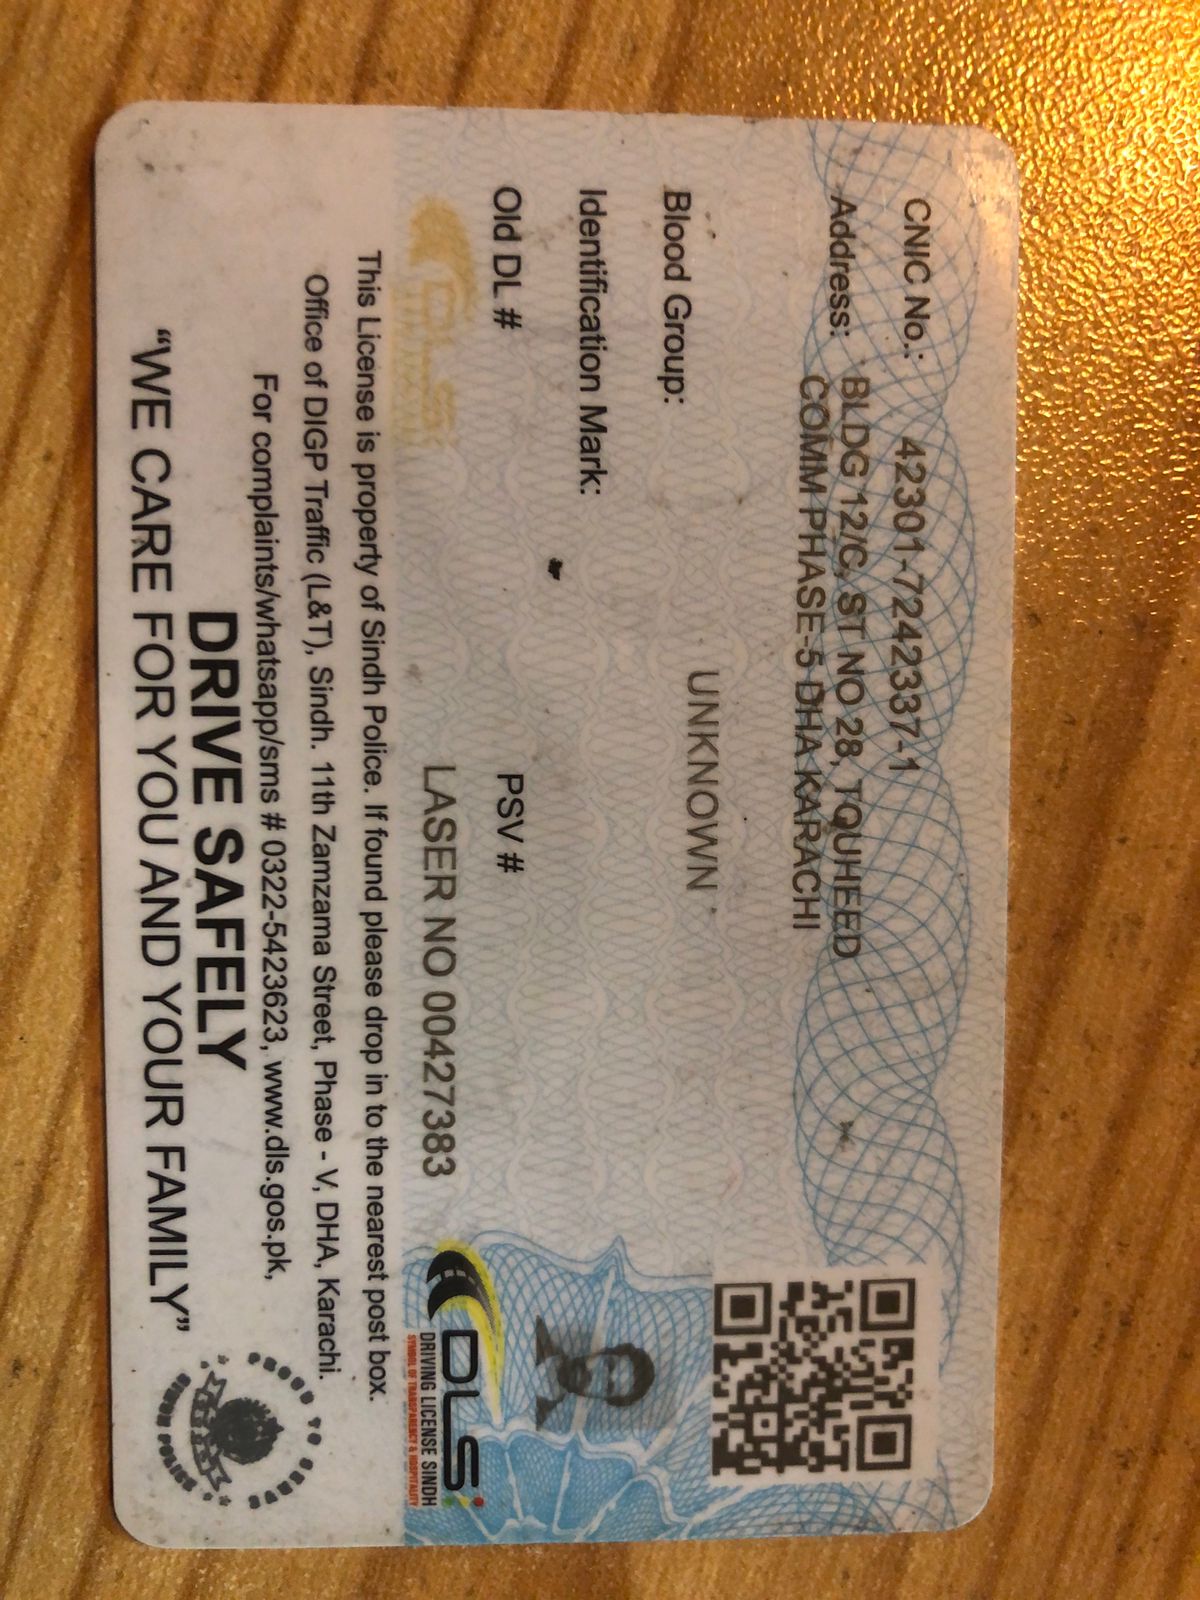 CNIC No.: 42301-7242337-1
Address: BLDG 12/C, ST NO 28, TQUHEED
COMM PHASE-5 DHA KARACHI
Blood Group: UNKNOWN
Identification Mark:
Old DL # PSV #
LASER NO 00427383
DLS
DRIVING LICENSE SINDH
SYMBOL OF TRANSPARENCY & HOSPITALITY
DLS
This License is property of Sindh Police. If found please drop in to the nearest post box.
Office of DIGP Traffic (L&T), Sindh. 11th Zamzama Street, Phase - V, DHA, Karachi.
For complaints/whatsapp/sms # 0322-5423623, www.dls.gos.pk,
DRIVE SAFELY
“WE CARE FOR YOU AND YOUR FAMILY”
PROUD TO SERVE
SINDH POLICE